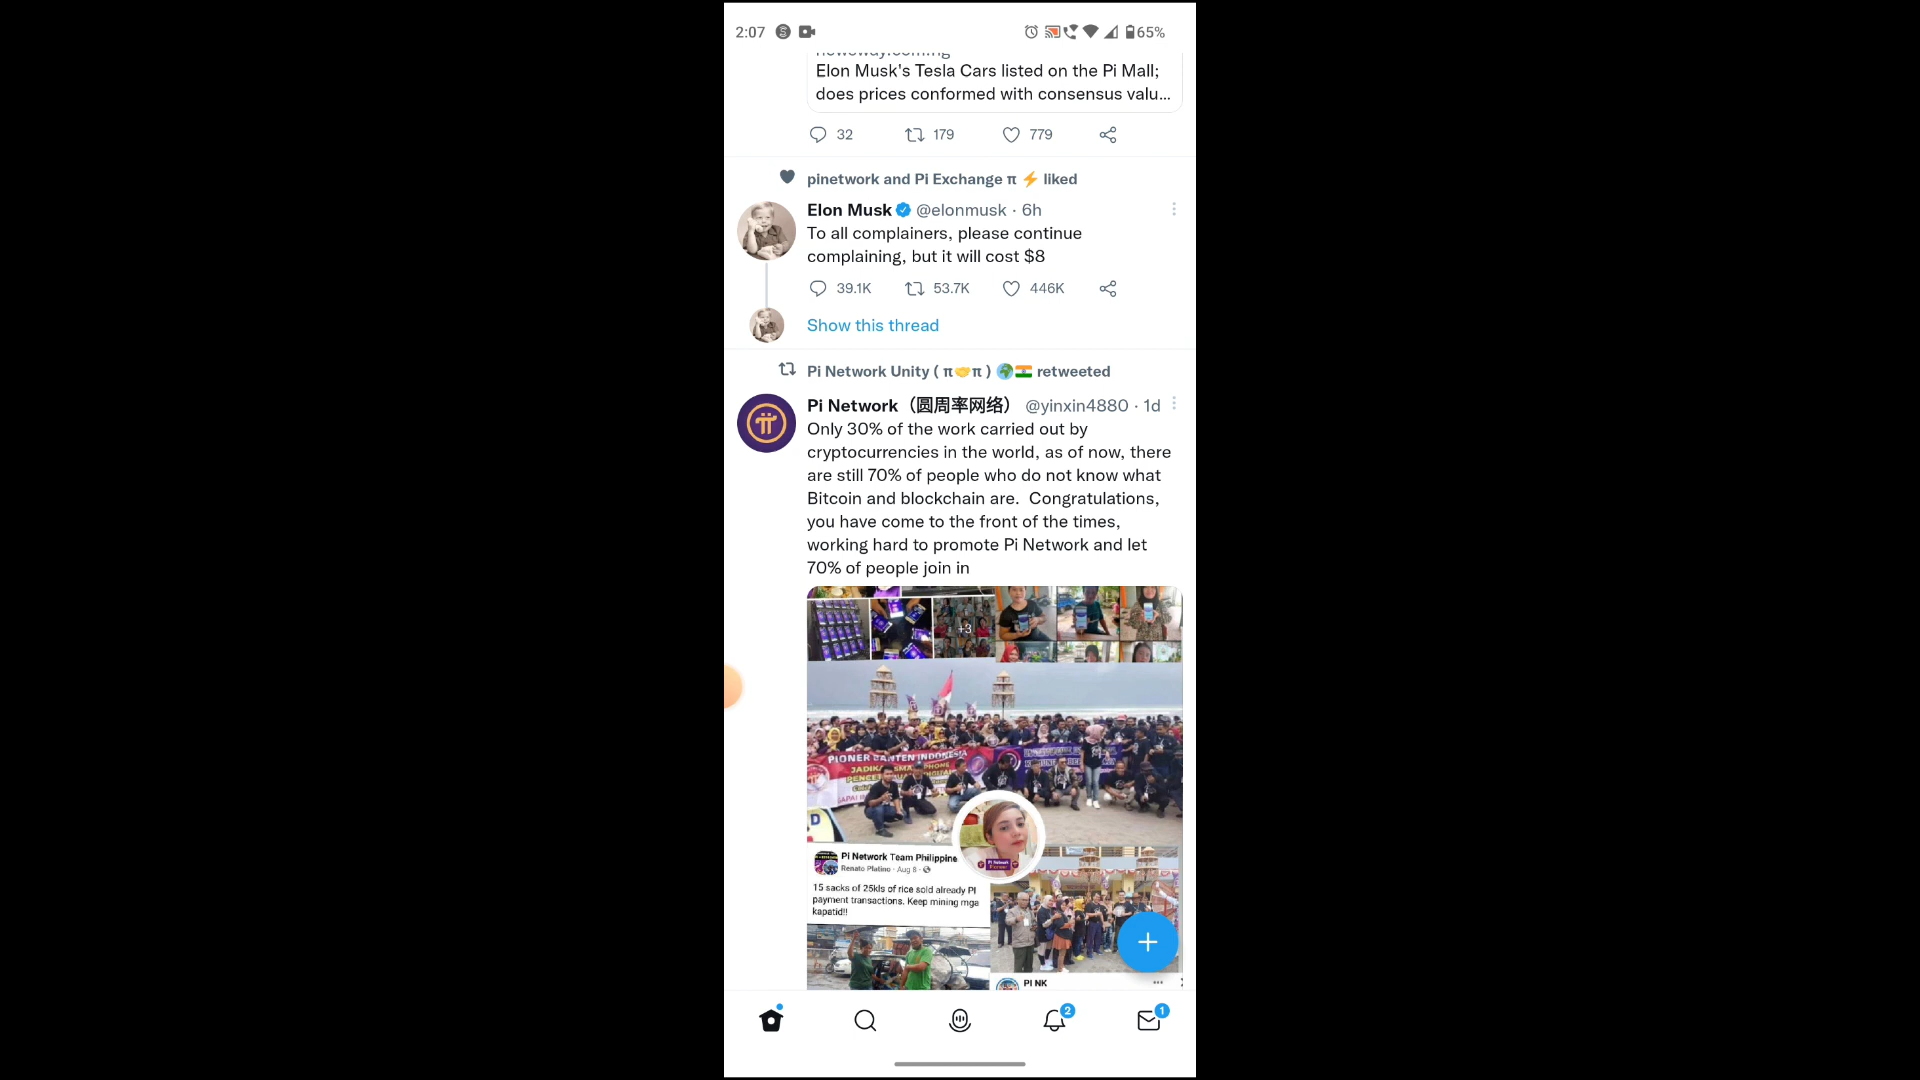 2:07 65%
Elon Musk's Tesla Cars listed on the Pi Mall;
does prices conformed with consensus valu...
32 179 779
pinetwork and Pi Exchange π ⚡ liked
Elon Musk @elonmusk · 6h
To all complainers, please continue
complaining, but it will cost $8
39.1K 53.7K 446K
Show this thread
Pi Network Unity ( π🤝π ) 🌍🇮🇳 retweeted
Pi Network（圆周率网络） @yinxin4880 · 1d
Only 30% of the work carried out by
cryptocurrencies in the world, as of now, there
are still 70% of people who do not know what
Bitcoin and blockchain are.  Congratulations,
you have come to the front of the times,
working hard to promote Pi Network and let
70% of people join in
+3
PIONER BANTEN INDONESIA
Pi Network Team Philippine
Renato Platino · Aug 8 ·
15 sacks of 25kls of rice sold already PI
payment transactions. Keep mining mga
kapatid!!
PI NK
2 1